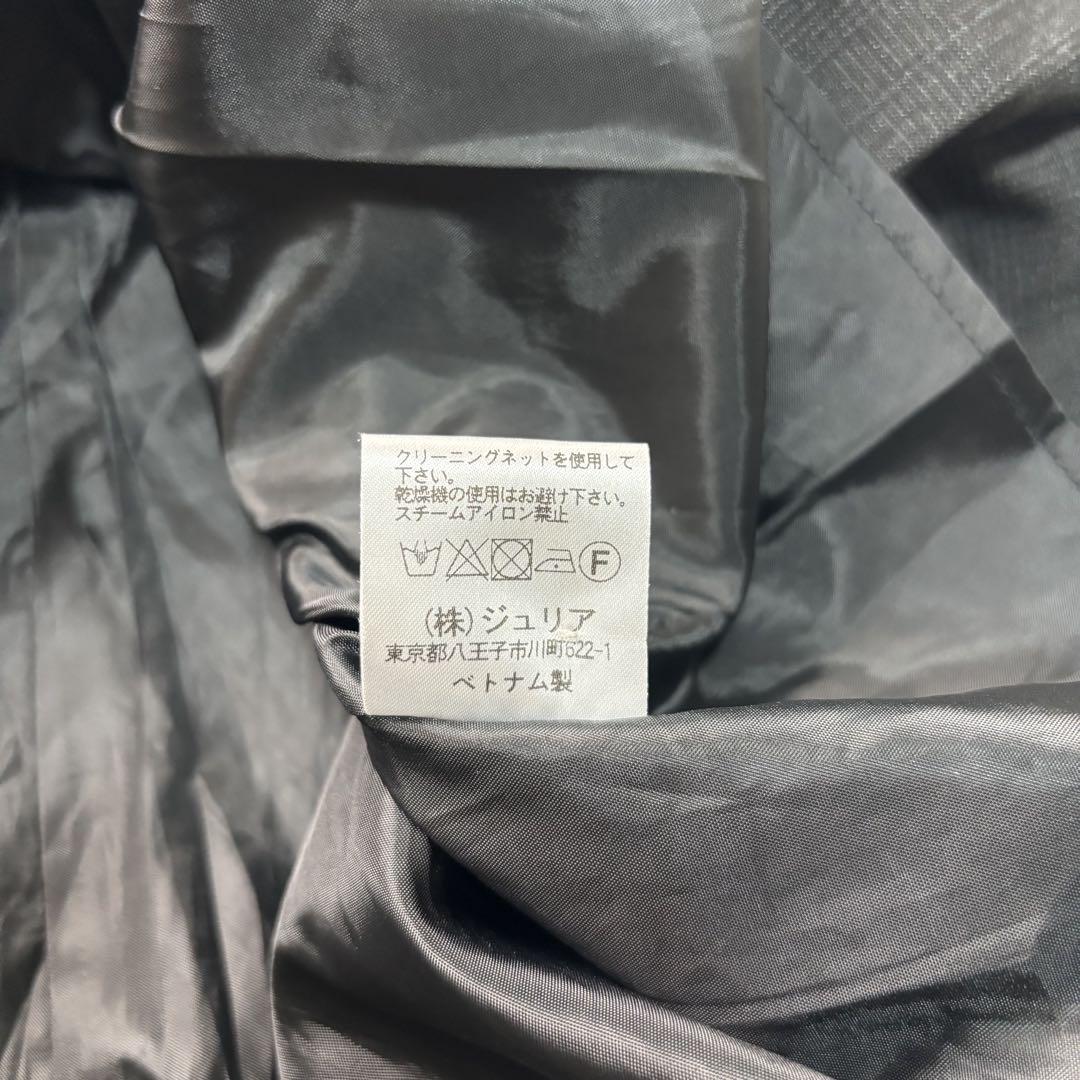 クリーニングネットを使用して
下さい。
乾燥機の使用はお避け下さい。
スチームアイロン禁止
F
(株)ジュリア
東京都八王子市川町622-1
ベトナム製